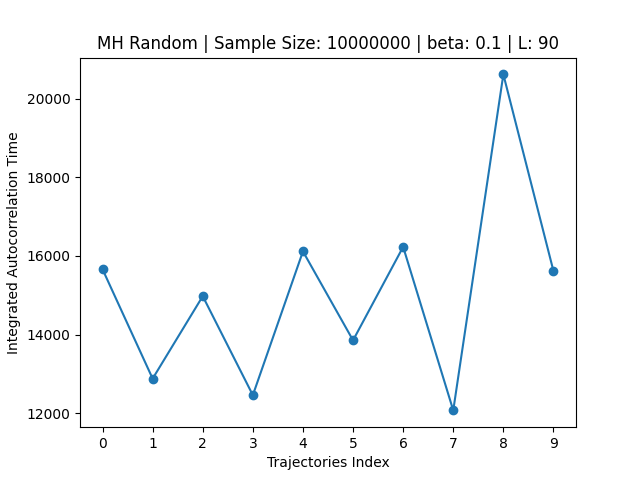 MH Random | Sample Size: 10000000 | beta: 0.1 | L: 90
Integrated Autocorrelation Time
20000
18000
16000
14000
12000
0 1 2 3 4 5 6 7 8 9
Trajectories Index